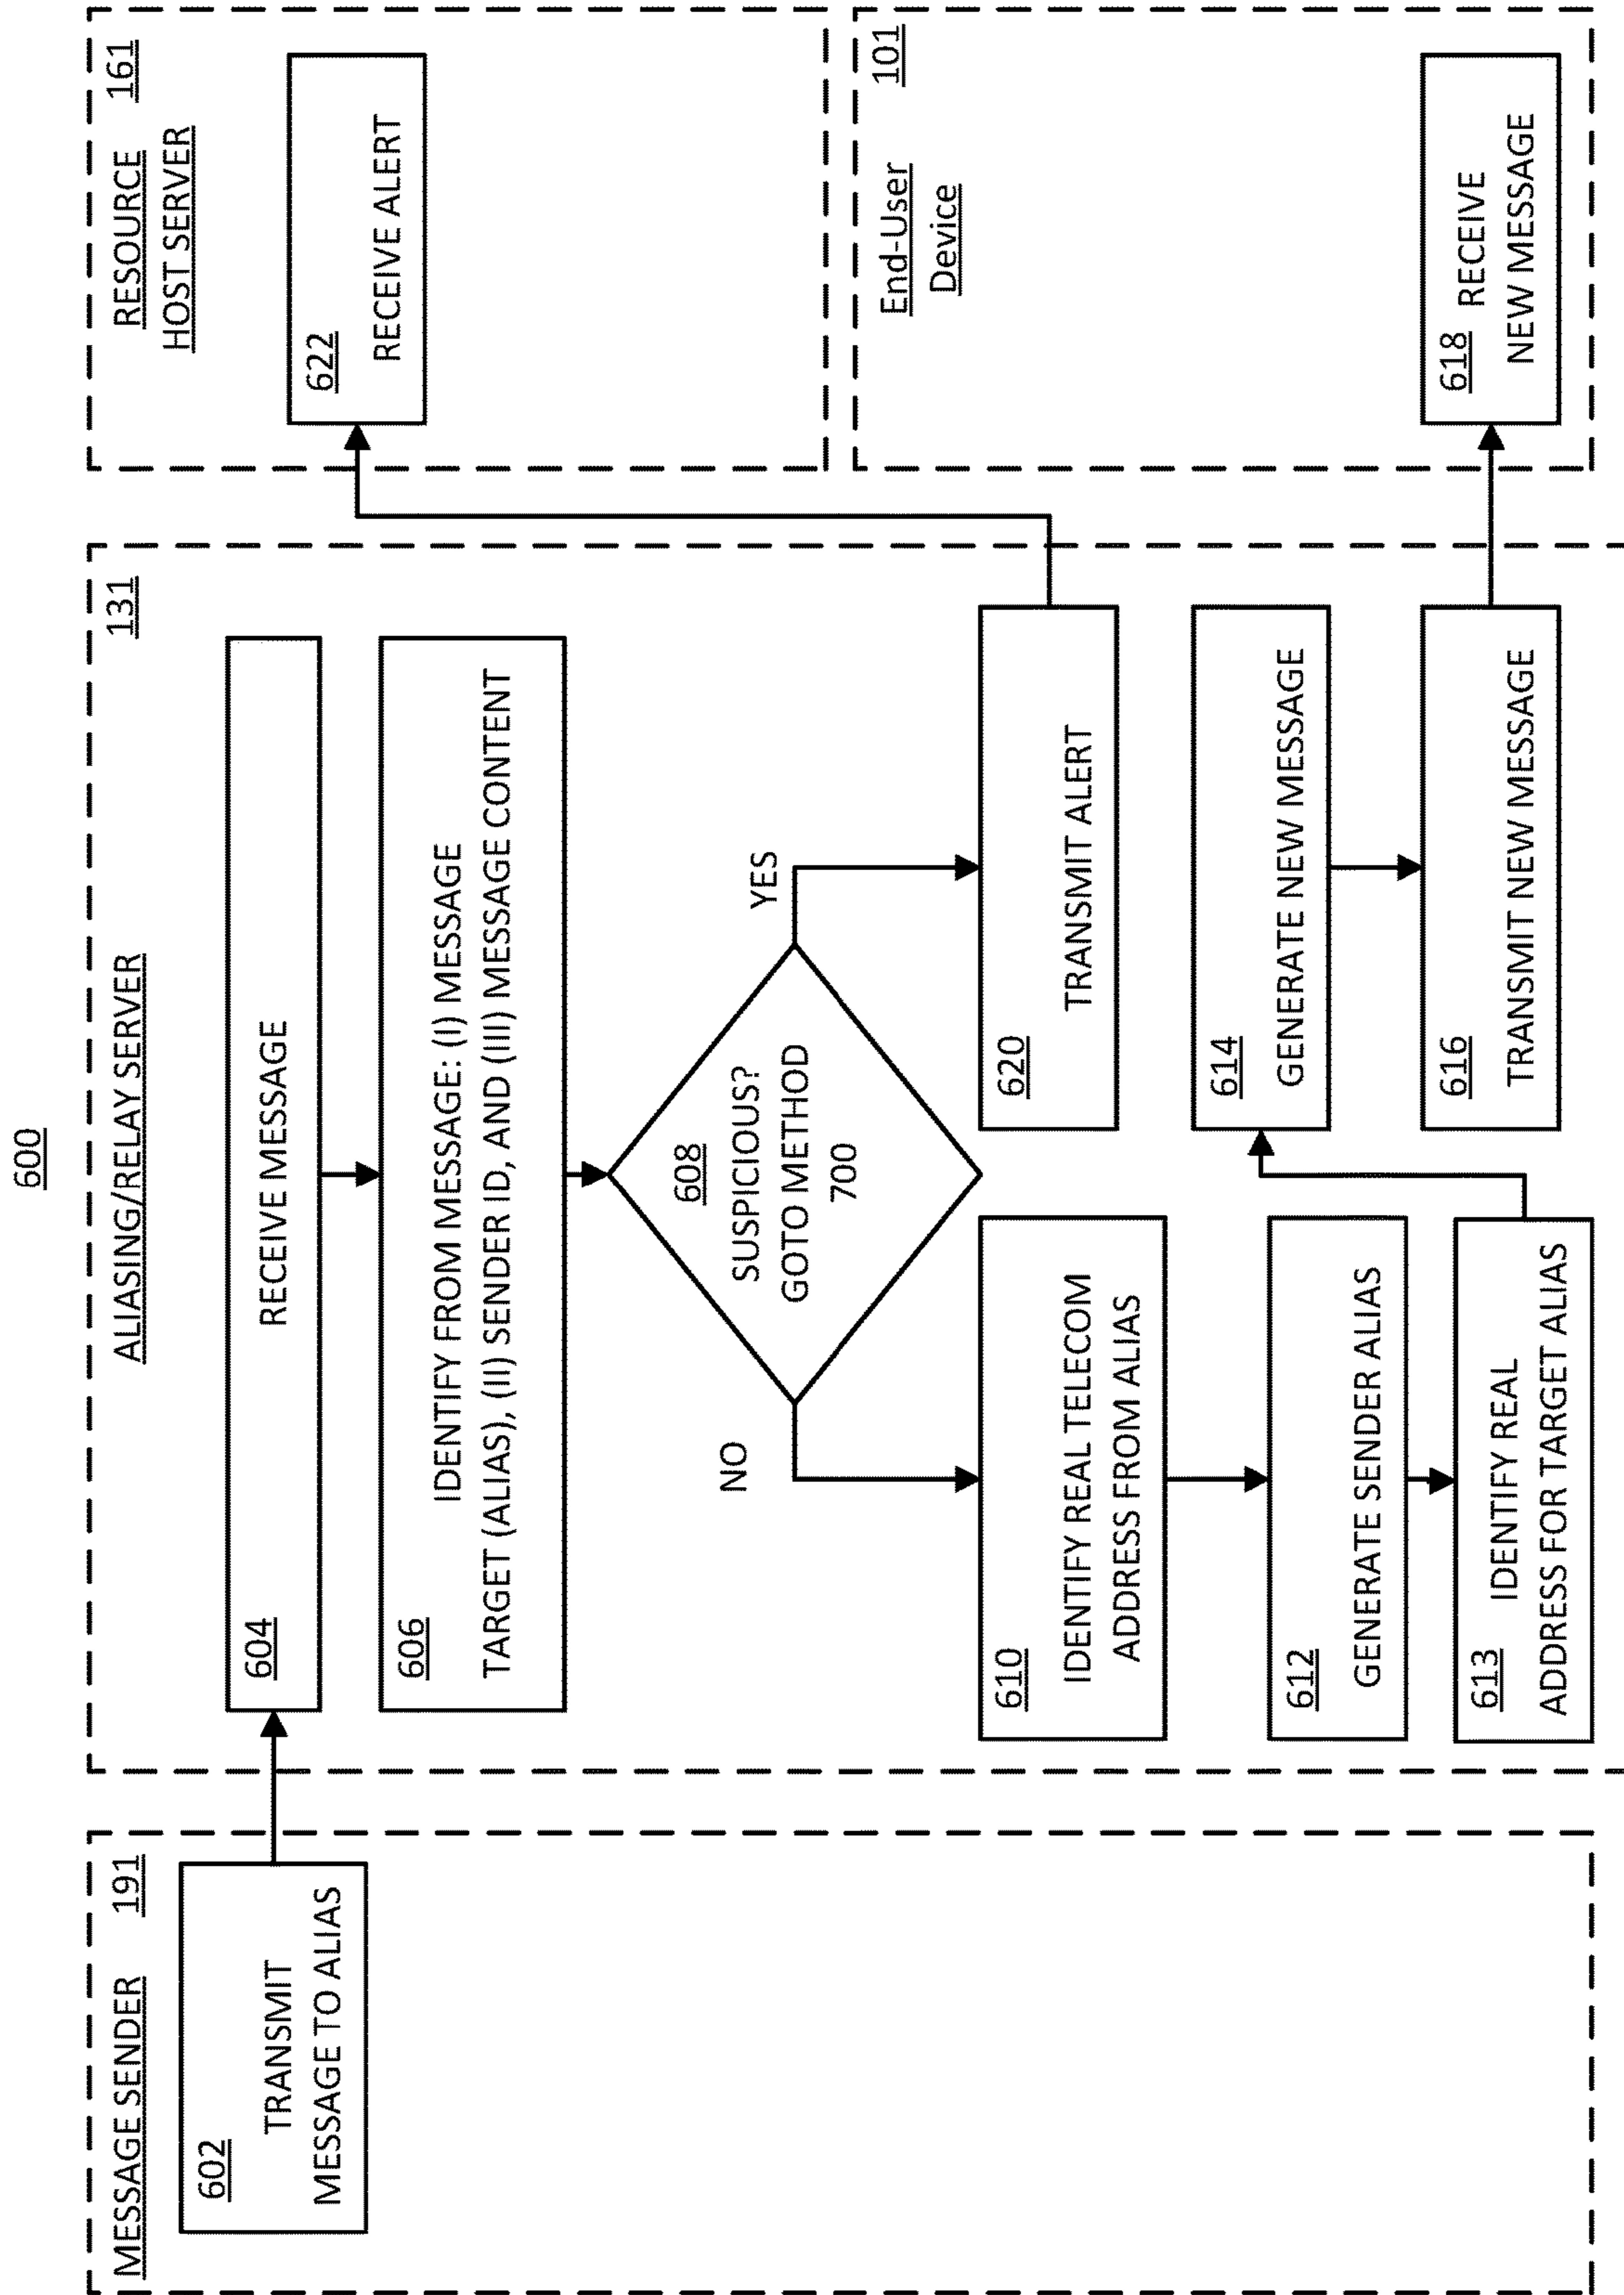 600
MESSAGE SENDER 191
602
TRANSMIT
MESSAGE TO ALIAS
ALIASING/RELAY SERVER
131
604
RECEIVE MESSAGE
606
IDENTIFY FROM MESSAGE: (I) MESSAGE
TARGET (ALIAS), (II) SENDER ID, AND (III) MESSAGE CONTENT
608
SUSPICIOUS?
GOTO METHOD
700
NO
YES
610
IDENTIFY REAL TELECOM
ADDRESS FROM ALIAS
612
GENERATE SENDER ALIAS
613
IDENTIFY REAL
ADDRESS FOR TARGET ALIAS
620
TRANSMIT ALERT
614
GENERATE NEW MESSAGE
616
TRANSMIT NEW MESSAGE
RESOURCE 161
HOST SERVER
622
RECEIVE ALERT
End-User 101
Device
618 RECEIVE
NEW MESSAGE